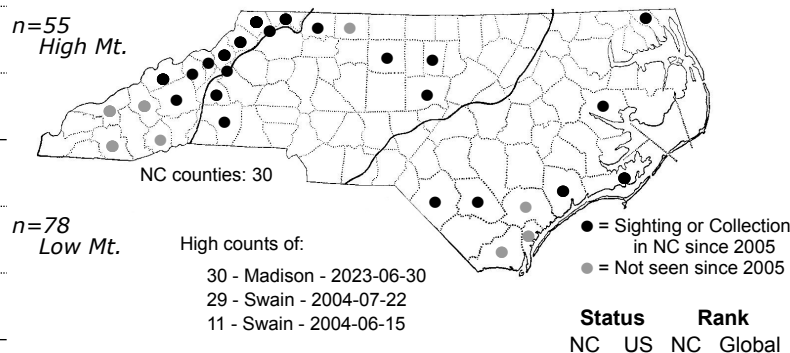 n=55
High Mt.
NC counties: 30
n=78
Low Mt.
High counts of:
30 - Madison - 2023-06-30
29 - Swain - 2004-07-22
11 - Swain - 2004-06-15
= Sighting or Collection
in NC since 2005
= Not seen since 2005
Status Rank
NC US NC Global